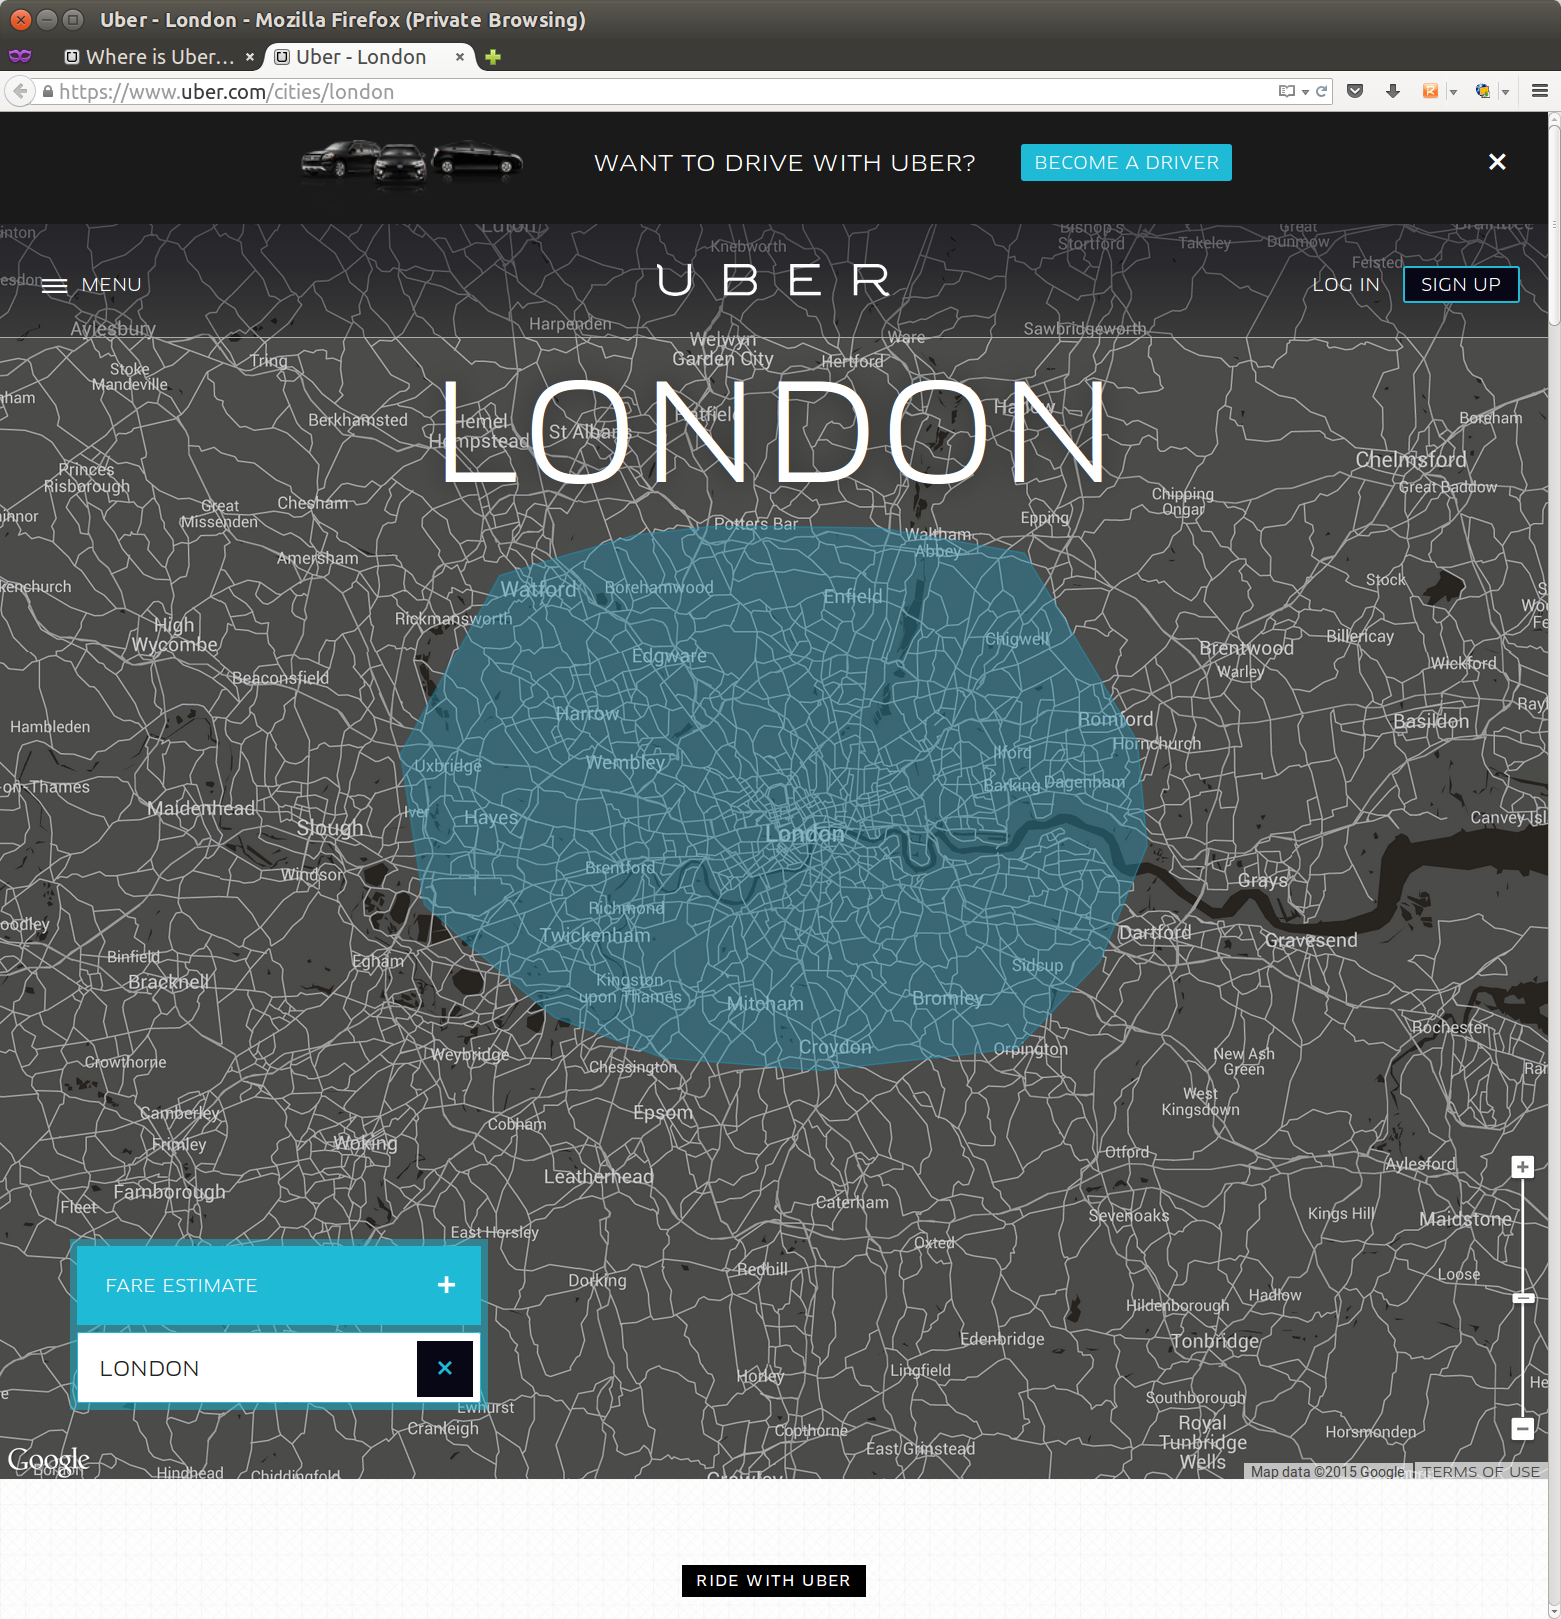 Uber - London - Mozilla Firefox (Private Browsing)
Where is Uber...
Uber - London
https://www.uber.com/cities/london
WANT TO DRIVE WITH UBER?
BECOME A DRIVER
MENU
UBER
LOG IN
SIGN UP
LONDON
Luton
Knebworth
Bishop's
Stortford
Takeley
Great
Dunmow
Braintree
Felsted
Aylesbury
Harpenden
Welwyn
Garden City
Ware
Hertford
Sawbridgeworth
Tring
Stoke
Mandeville
Berkhamsted
Hemel
Hempstead
St Albans
Hatfield
Harlow
Boreham
Princes
Risborough
Chelmsford
Great Baddow
Great
Missenden
Chesham
Chipping
Ongar
Epping
Potters Bar
Waltham
Abbey
Amersham
Watford
Borehamwood
Enfield
Stock
Rickmansworth
High
Wycombe
Chigwell
Billericay
Brentwood
Warley
Wickford
Edgware
Beaconsfield
Hambleden
Harrow
Romford
Hornchurch
Basildon
Uxbridge
Wembley
Ilford
Barking
Dagenham
-on-Thames
Maidenhead
Slough
Iver
Hayes
London
Canvey Isl
Windsor
Brentford
Grays
Richmond
Twickenham
Dartford
Gravesend
Binfield
Egham
Bracknell
Sidcup
Kingston
upon Thames
Mitcham
Bromley
Rochester
Crowthorne
Weybridge
Chessington
Croydon
Orpington
New Ash
Green
West
Kingsdown
Camberley
Frimley
Woking
Cobham
Epsom
Otford
Aylesford
Leatherhead
Farnborough
Fleet
Caterham
Sevenoaks
Kings Hill
Maidstone
East Horsley
Oxted
Redhill
Dorking
Loose
Hadlow
Hildenborough
FARE ESTIMATE
Edenbridge
Tonbridge
LONDON
Horley
Lingfield
Southborough
Ewhurst
Cranleigh
Copthorne
East Grinstead
Royal
Tunbridge
Wells
Horsmonden
Google
Hindhead
Chiddingfold
Crawley
Map data ©2015 Google
TERMS OF USE
RIDE WITH UBER